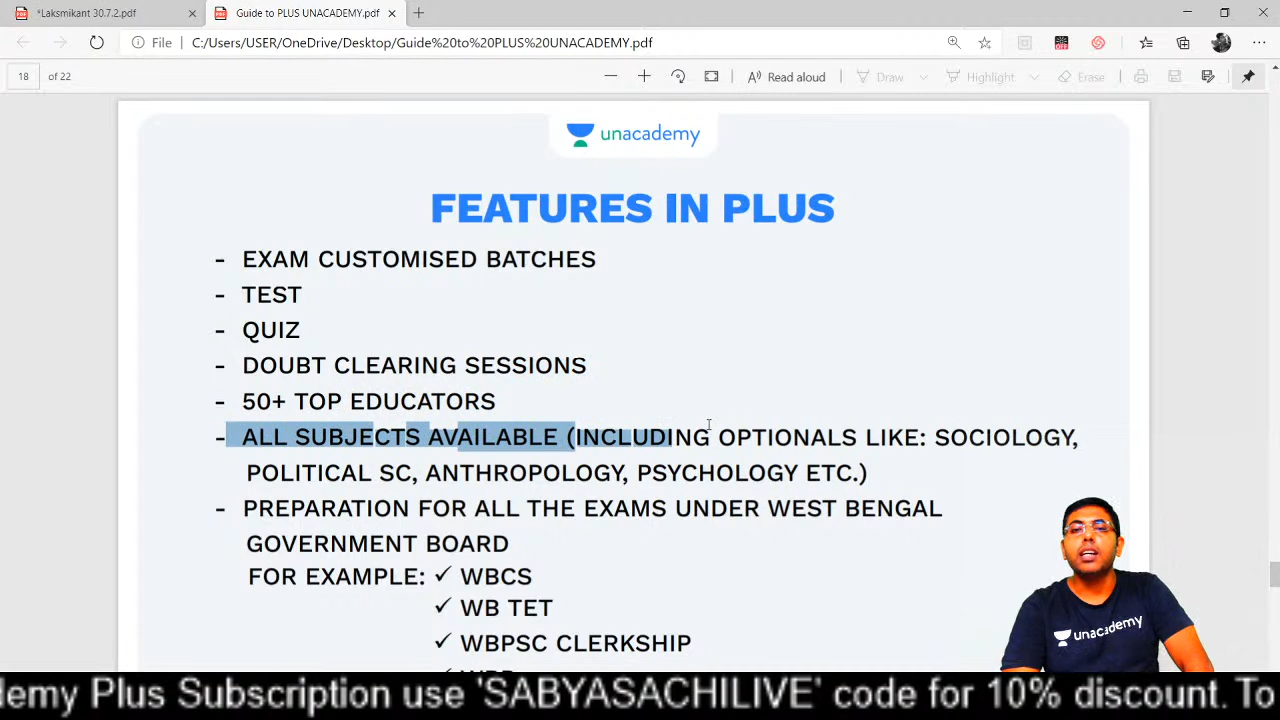 *Laksmikant 30.7.2.pdf
Guide to PLUS UNACADEMY.pdf
File
C:/Users/USER/OneDrive/Desktop/Guide%20to%20PLUS%20UNACADEMY.pdf
18 of 22
Read aloud
Draw
Highlight
Erase
unacademy
FEATURES IN PLUS
- EXAM CUSTOMISED BATCHES
- TEST
- QUIZ
- DOUBT CLEARING SESSIONS
- 50+ TOP EDUCATORS
- ALL SUBJECTS AVAILABLE (INCLUDING OPTIONALS LIKE: SOCIOLOGY,
POLITICAL SC, ANTHROPOLOGY, PSYCHOLOGY ETC.)
- PREPARATION FOR ALL THE EXAMS UNDER WEST BENGAL
GOVERNMENT BOARD
FOR EXAMPLE: ✓ WBCS
✓ WB TET
✓ WBPSC CLERKSHIP
unacademy
demy Plus Subscription use 'SABYASACHILIVE' code for 10% discount. To